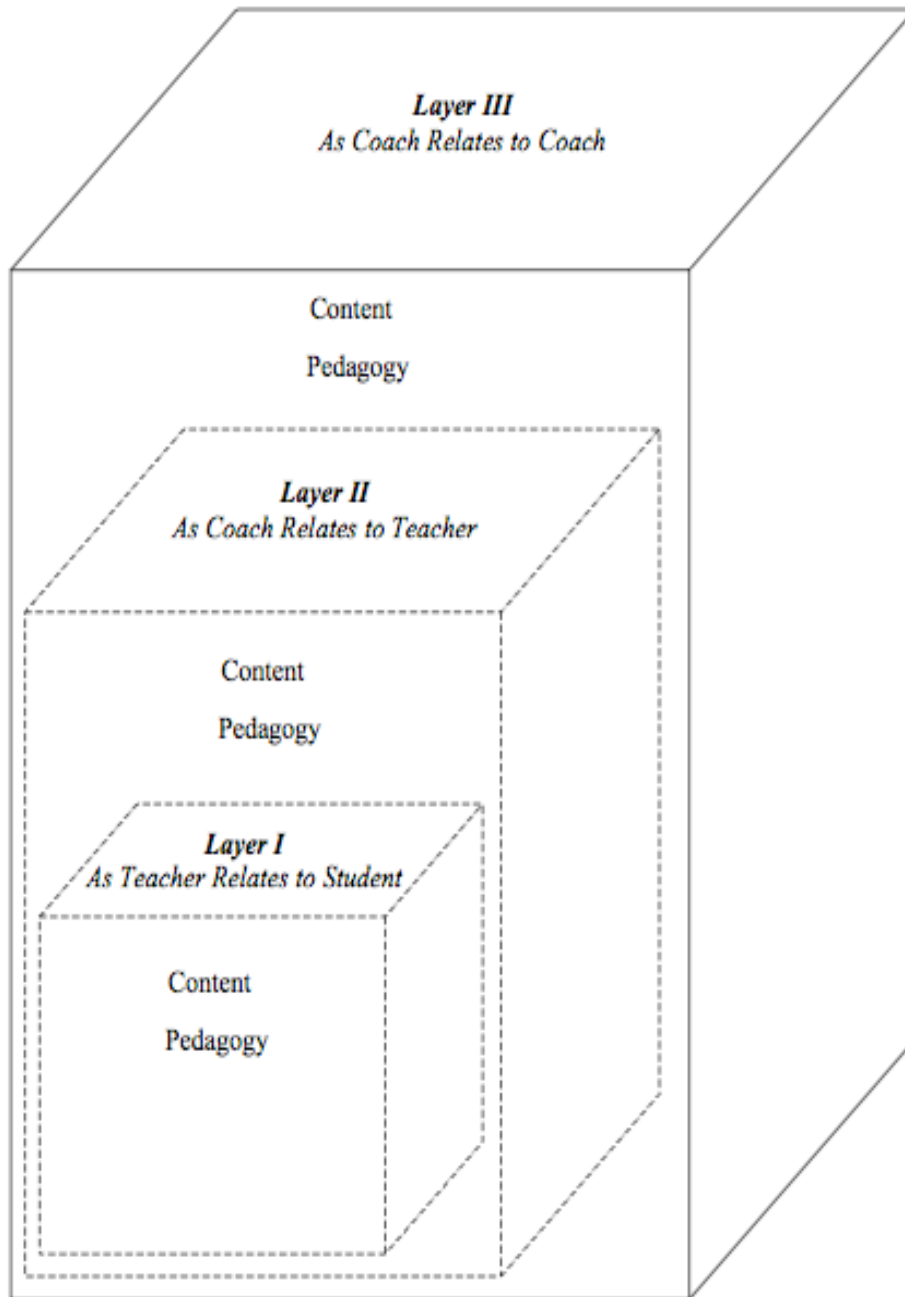 Layer III
As Coach Relates to Coach
Content
Pedagogy
Layer II
As Coach Relates to Teacher
Content
Pedagogy
Layer I
As Teacher Relates to Student
Content
Pedagogy